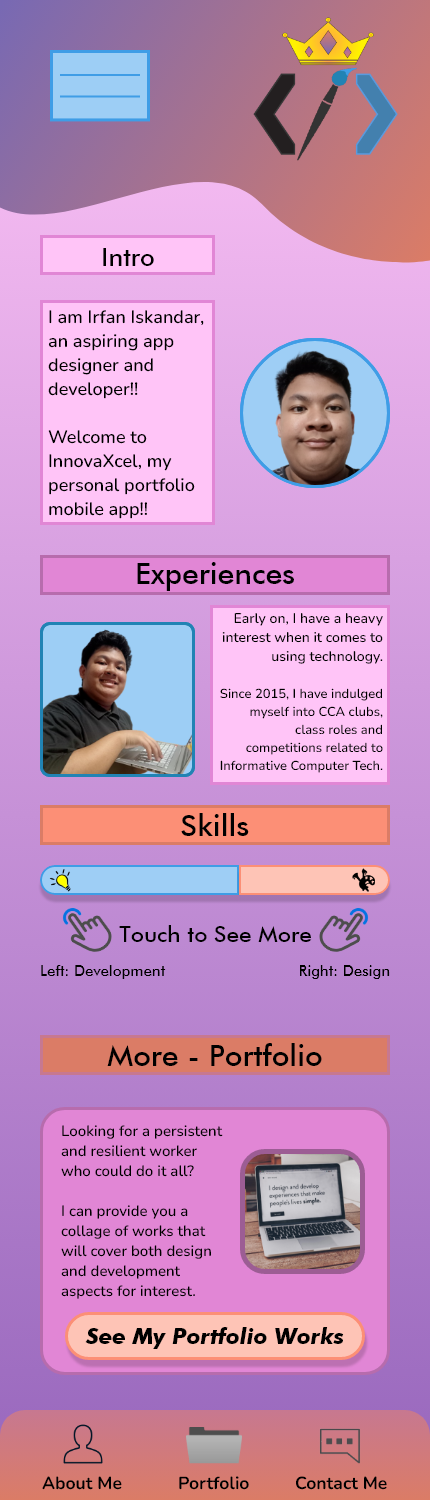 Intro
I am Irfan Iskandar,
an aspiring app
designer and
developer!!
Welcome to
InnovaXcel, my
personal portfolio
mobile app!!
Experiences
Early on, I have a heavy
interest when it comes to
using technology.
Since 2015, I have indulged
myself into CCA clubs,
class roles and
competitions related to
Informative Computer Tech.
Skills
Touch to See More
Left: Development
Right: Design
More - Portfolio
Looking for a persistent
and resilient worker
who could do it all?
I can provide you a
collage of works that
will cover both design
and development
aspects for interest.
I design and develop
experiences that make
people's lives simple.
See My Portfolio Works
About Me
Portfolio
Contact Me